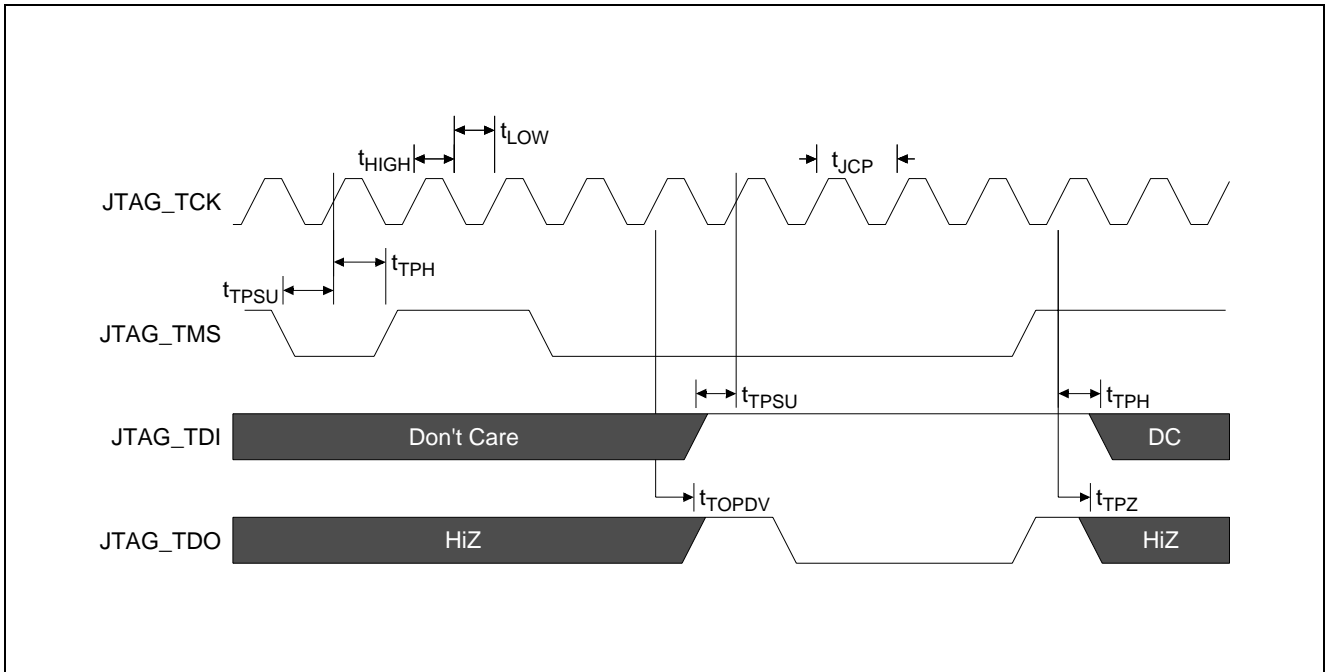 tLOW
tHIGH
tJCP
JTAG_TCK
tTPH
tTPSU
JTAG_TMS
tTPSU
tTPH
JTAG_TDI
Don't Care
DC
tTOPDV
tTPZ
JTAG_TDO
HiZ
HiZ